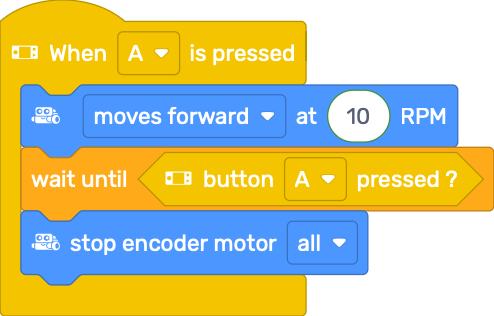 When A is pressed
moves forward at 10 RPM
wait until button A pressed ?
stop encoder motor all